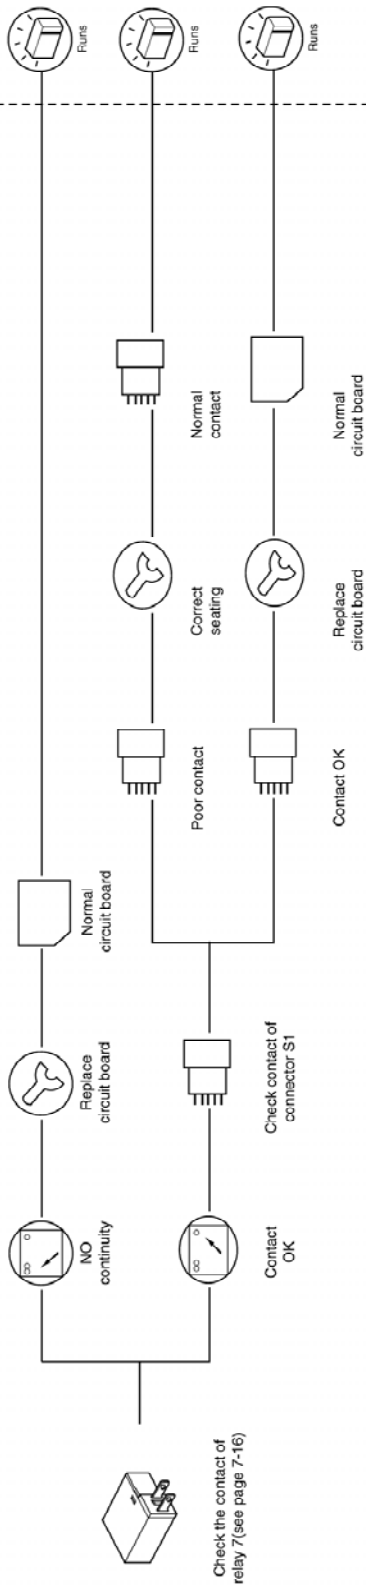 Check the contact of
relay 7(see page 7-16)
NO
continuity
Replace
circuit board
Normal
circuit board
Runs
Contact
OK
Check contact of
connector S1
Poor contact
Correct
seating
Normal
contact
Runs
Contact OK
Replace
circuit board
Normal
circuit board
Runs